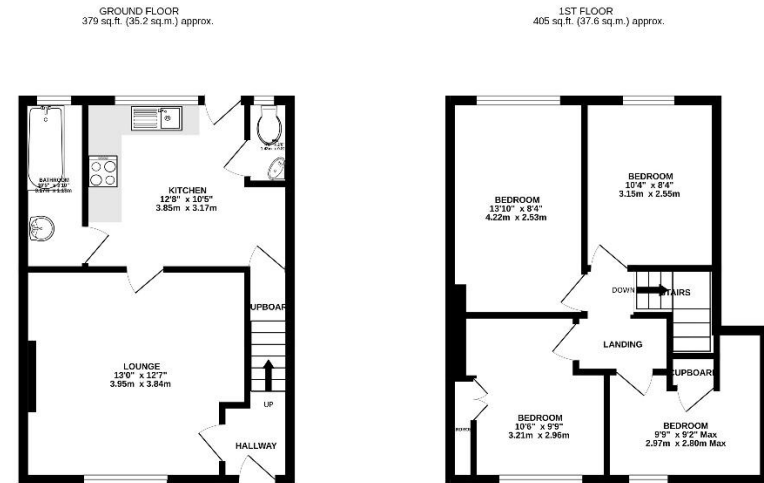 GROUND FLOOR
379 sq.ft. (35.2 sq.m.) approx.
BATHROOM
KITCHEN
12'8" x 10'5"
3.85m x 3.17m
UPBOAR
LOUNGE
13'0" x 12'7"
3.95m x 3.84m
UP
HALLWAY
1ST FLOOR
405 sq.ft. (37.6 sq.m.) approx.
BEDROOM
13'10" x 8'4"
4.22m x 2.53m
BEDROOM
10'4" x 8'4"
3.15m x 2.55m
DOWN
STAIRS
LANDING
CUPBOARD
BEDROOM
10'6" x 9'9"
3.21m x 2.96m
BEDROOM
9'9" x 9'2" Max
2.97m x 2.80m Max